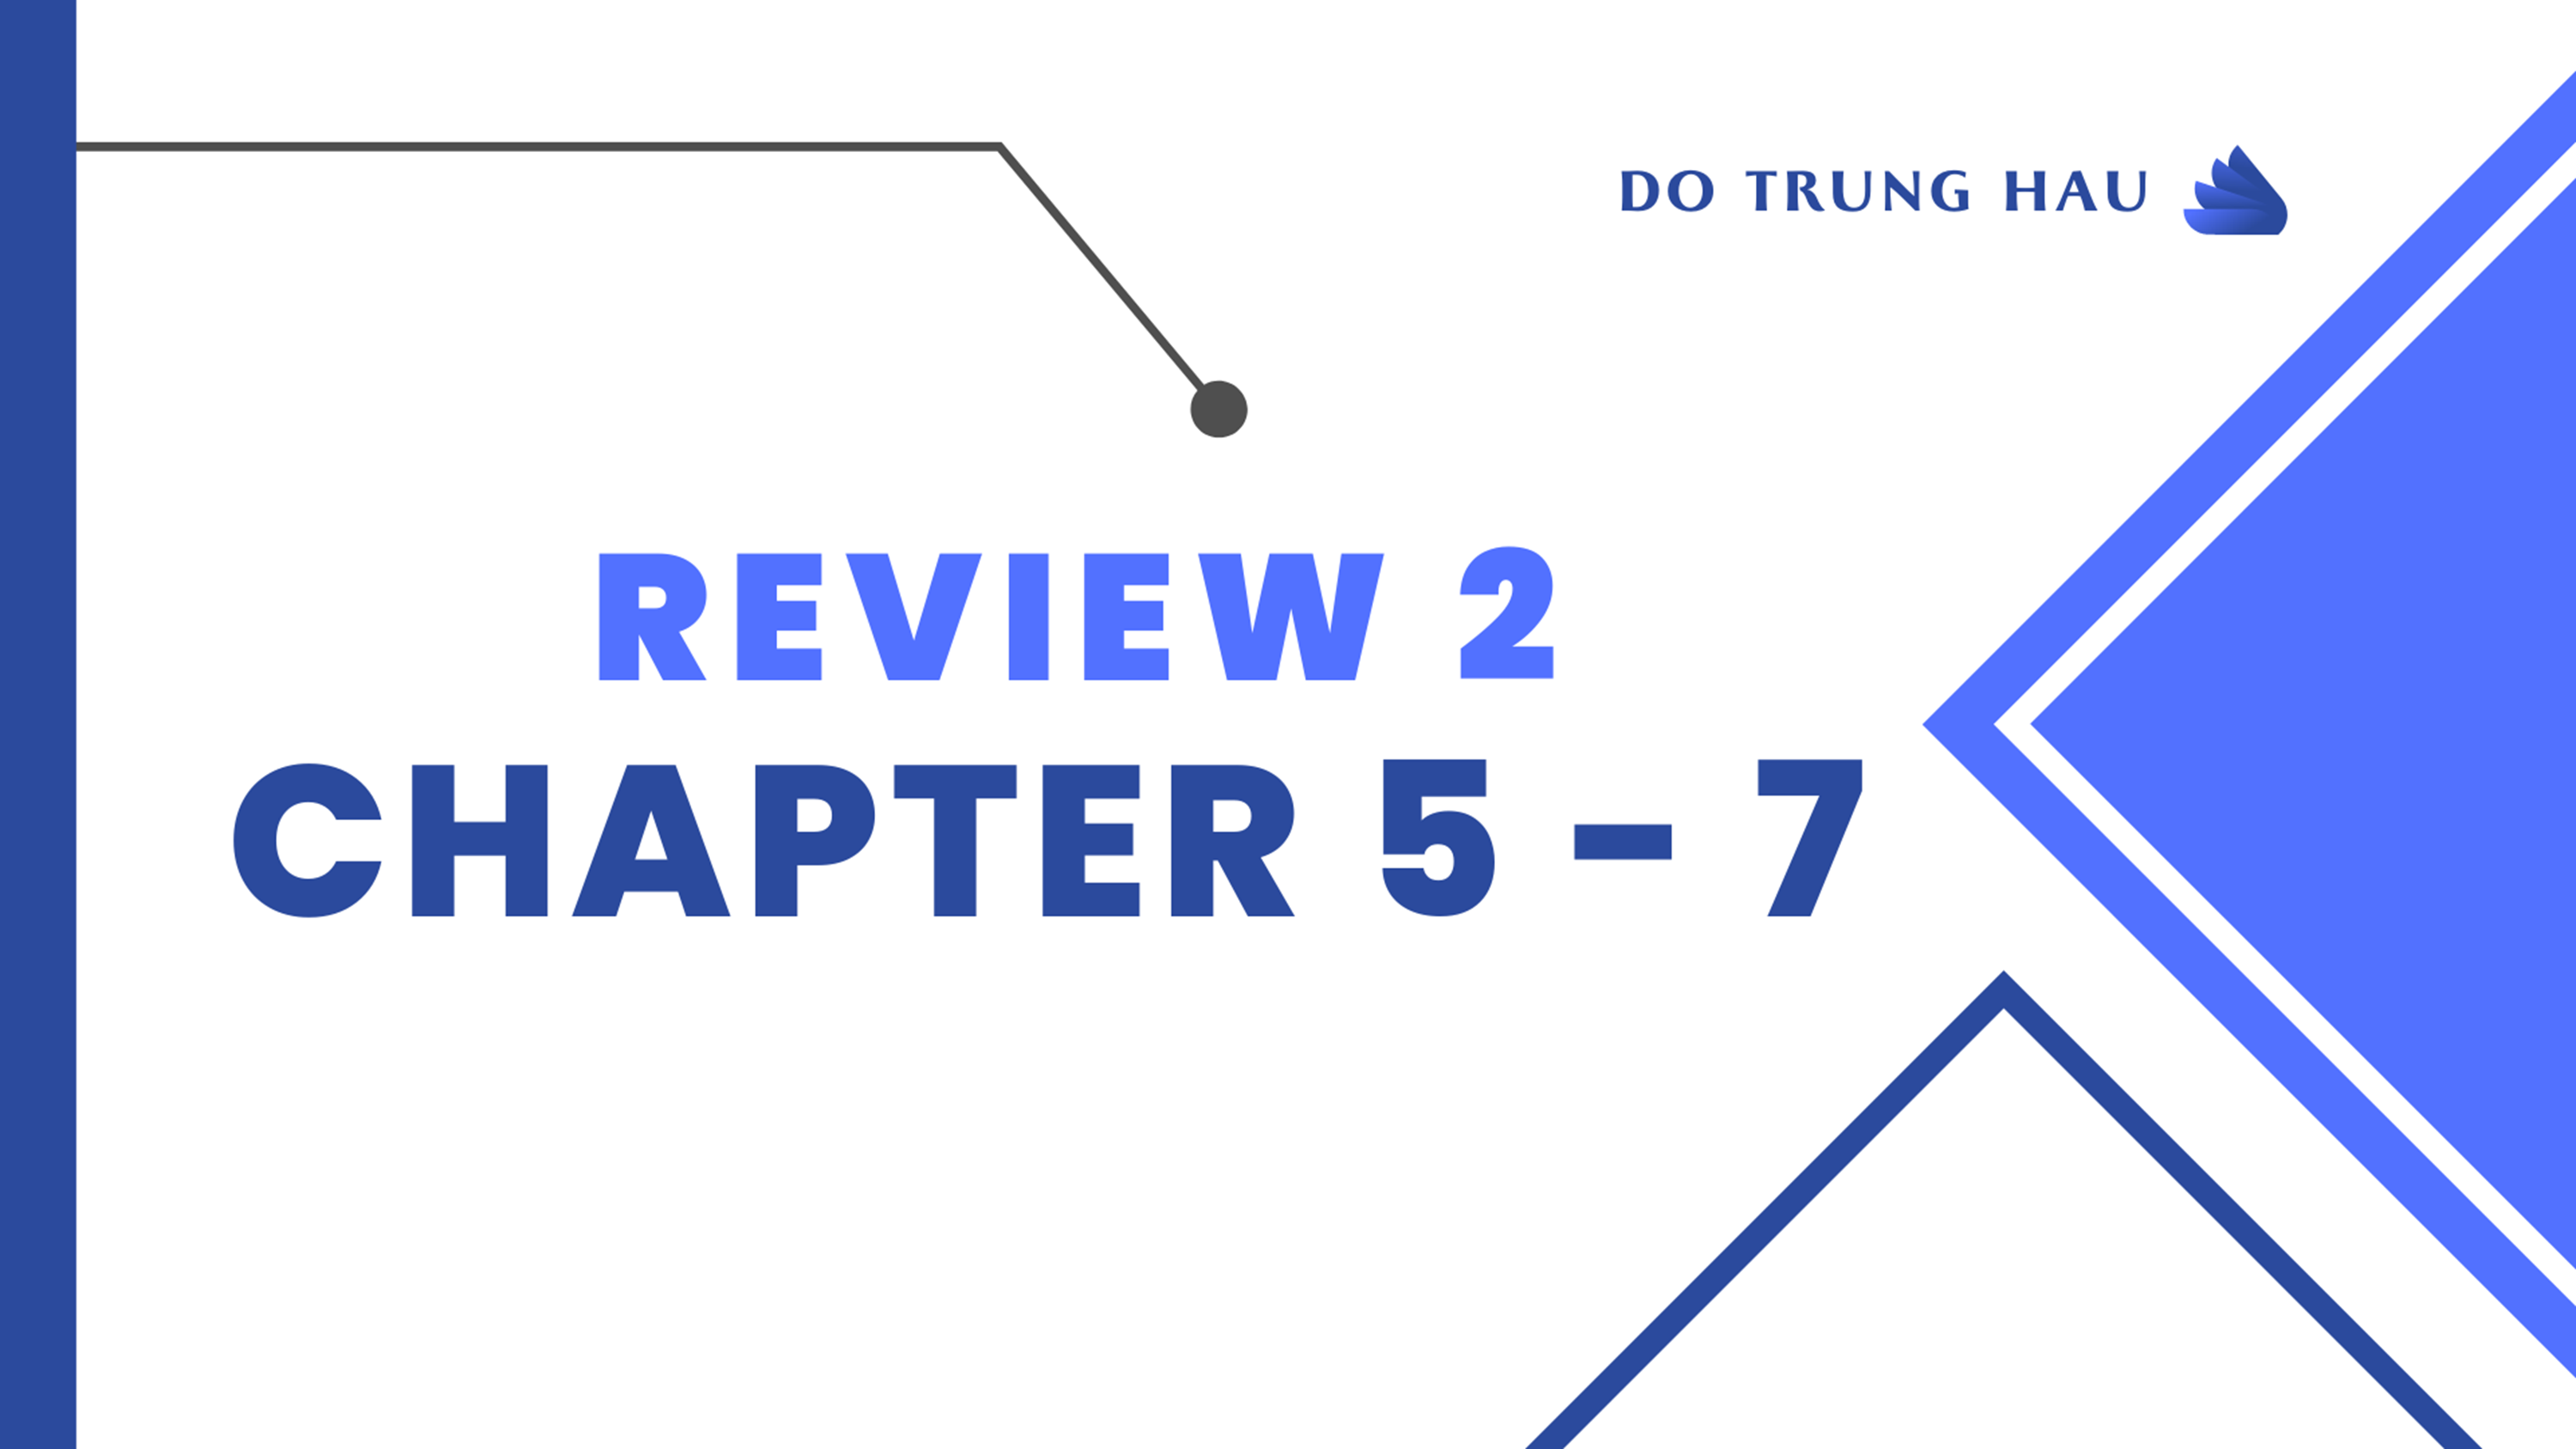 DO TRUNG HAU
REVIEW 2
CHAPTER 5 – 7